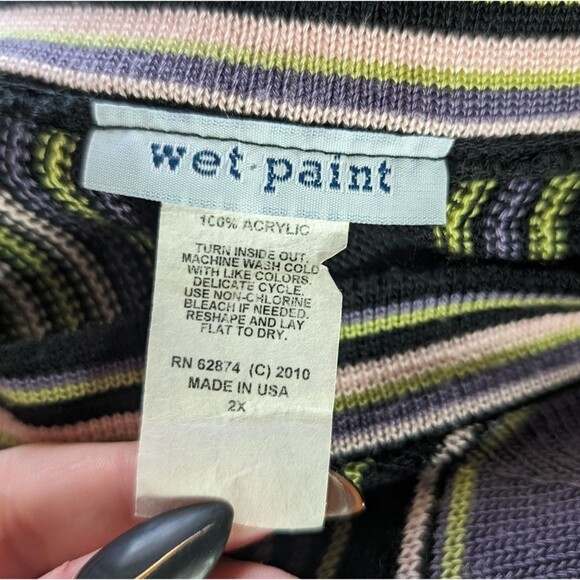 wet paint
100% ACRYLIC
TURN INSIDE OUT.
MACHINE WASH COLD
WITH LIKE COLORS.
DELICATE CYCLE.
USE NON-CHLORINE
BLEACH IF NEEDED.
RESHAPE AND LAY
FLAT TO DRY.
RN 62874 (C) 2010
MADE IN USA
2X